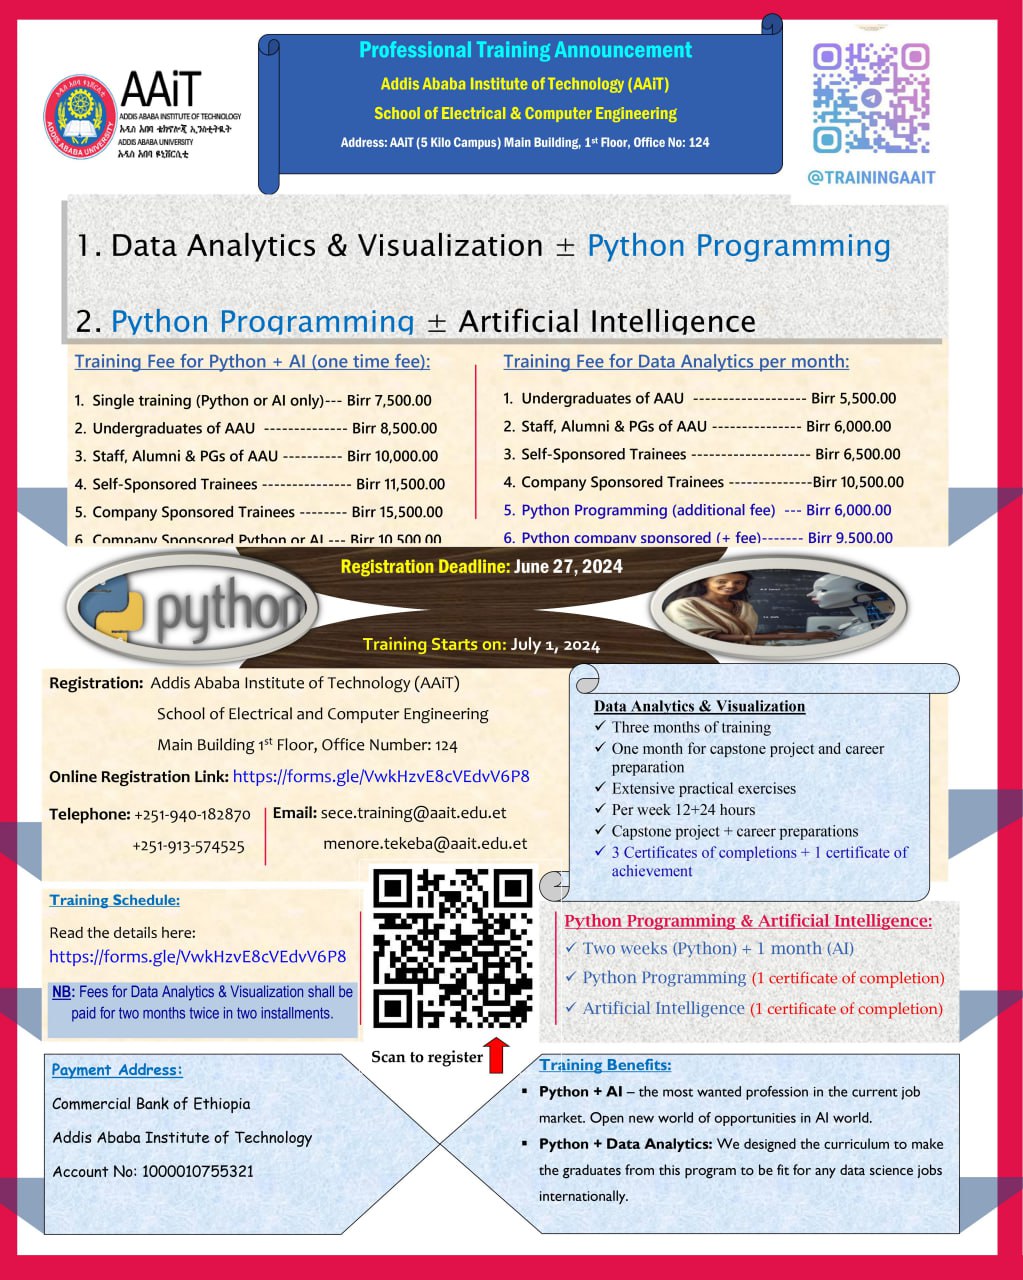 Professional Training Announcement
Addis Ababa Institute of Technology (AAiT)
School of Electrical & Computer Engineering
Address: AAiT (5 Kilo Campus) Main Building, 1st Floor, Office No: 124
AAiT
ADDIS ABABA INSTITUTE OF TECHNOLOGY
አዲስ አበባ ቴክኖሎጂ ኢንስቲትዩት
ADDIS ABABA UNIVERSITY
አዲስ አበባ ዩኒቨርሲቲ
ADDIS ABABA UNIVERSITY
@TRAININGAAIT
1. Data Analytics & Visualization ± Python Programming
2. Python Programming ± Artificial Intelligence
Training Fee for Python + AI (one time fee):
1. Single training (Python or AI only)--- Birr 7,500.00
2. Undergraduates of AAU -------------- Birr 8,500.00
3. Staff, Alumni & PGs of AAU ---------- Birr 10,000.00
4. Self-Sponsored Trainees --------------- Birr 11,500.00
5. Company Sponsored Trainees -------- Birr 15,500.00
6. Company Sponsored Python or AI --- Birr 10,500.00
Training Fee for Data Analytics per month:
1. Undergraduates of AAU ------------------- Birr 5,500.00
2. Staff, Alumni & PGs of AAU --------------- Birr 6,000.00
3. Self-Sponsored Trainees -------------------- Birr 6,500.00
4. Company Sponsored Trainees --------------Birr 10,500.00
5. Python Programming (additional fee) --- Birr 6,000.00
6. Python company sponsored (+ fee)------- Birr 9,500.00
Registration Deadline: June 27, 2024
python
Training Starts on: July 1, 2024
Registration: Addis Ababa Institute of Technology (AAiT)
School of Electrical and Computer Engineering
Main Building 1st Floor, Office Number: 124
Online Registration Link: https://forms.gle/VwkHzvE8cVEdvV6P8
Telephone: +251-940-182870
+251-913-574525
Email: sece.training@aait.edu.et
menore.tekeba@aait.edu.et
Data Analytics & Visualization
✓ Three months of training
✓ One month for capstone project and career
preparation
✓ Extensive practical exercises
✓ Per week 12+24 hours
✓ Capstone project + career preparations
✓ 3 Certificates of completions + 1 certificate of
achievement
Training Schedule:
Read the details here:
https://forms.gle/VwkHzvE8cVEdvV6P8
NB: Fees for Data Analytics & Visualization shall be
paid for two months twice in two installments.
Scan to register
Python Programming & Artificial Intelligence:
✓ Two weeks (Python) + 1 month (AI)
✓ Python Programming (1 certificate of completion)
✓ Artificial Intelligence (1 certificate of completion)
Payment Address:
Commercial Bank of Ethiopia
Addis Ababa Institute of Technology
Account No: 1000010755321
Training Benefits:
▪ Python + AI – the most wanted profession in the current job
market. Open new world of opportunities in AI world.
▪ Python + Data Analytics: We designed the curriculum to make
the graduates from this program to be fit for any data science jobs
internationally.